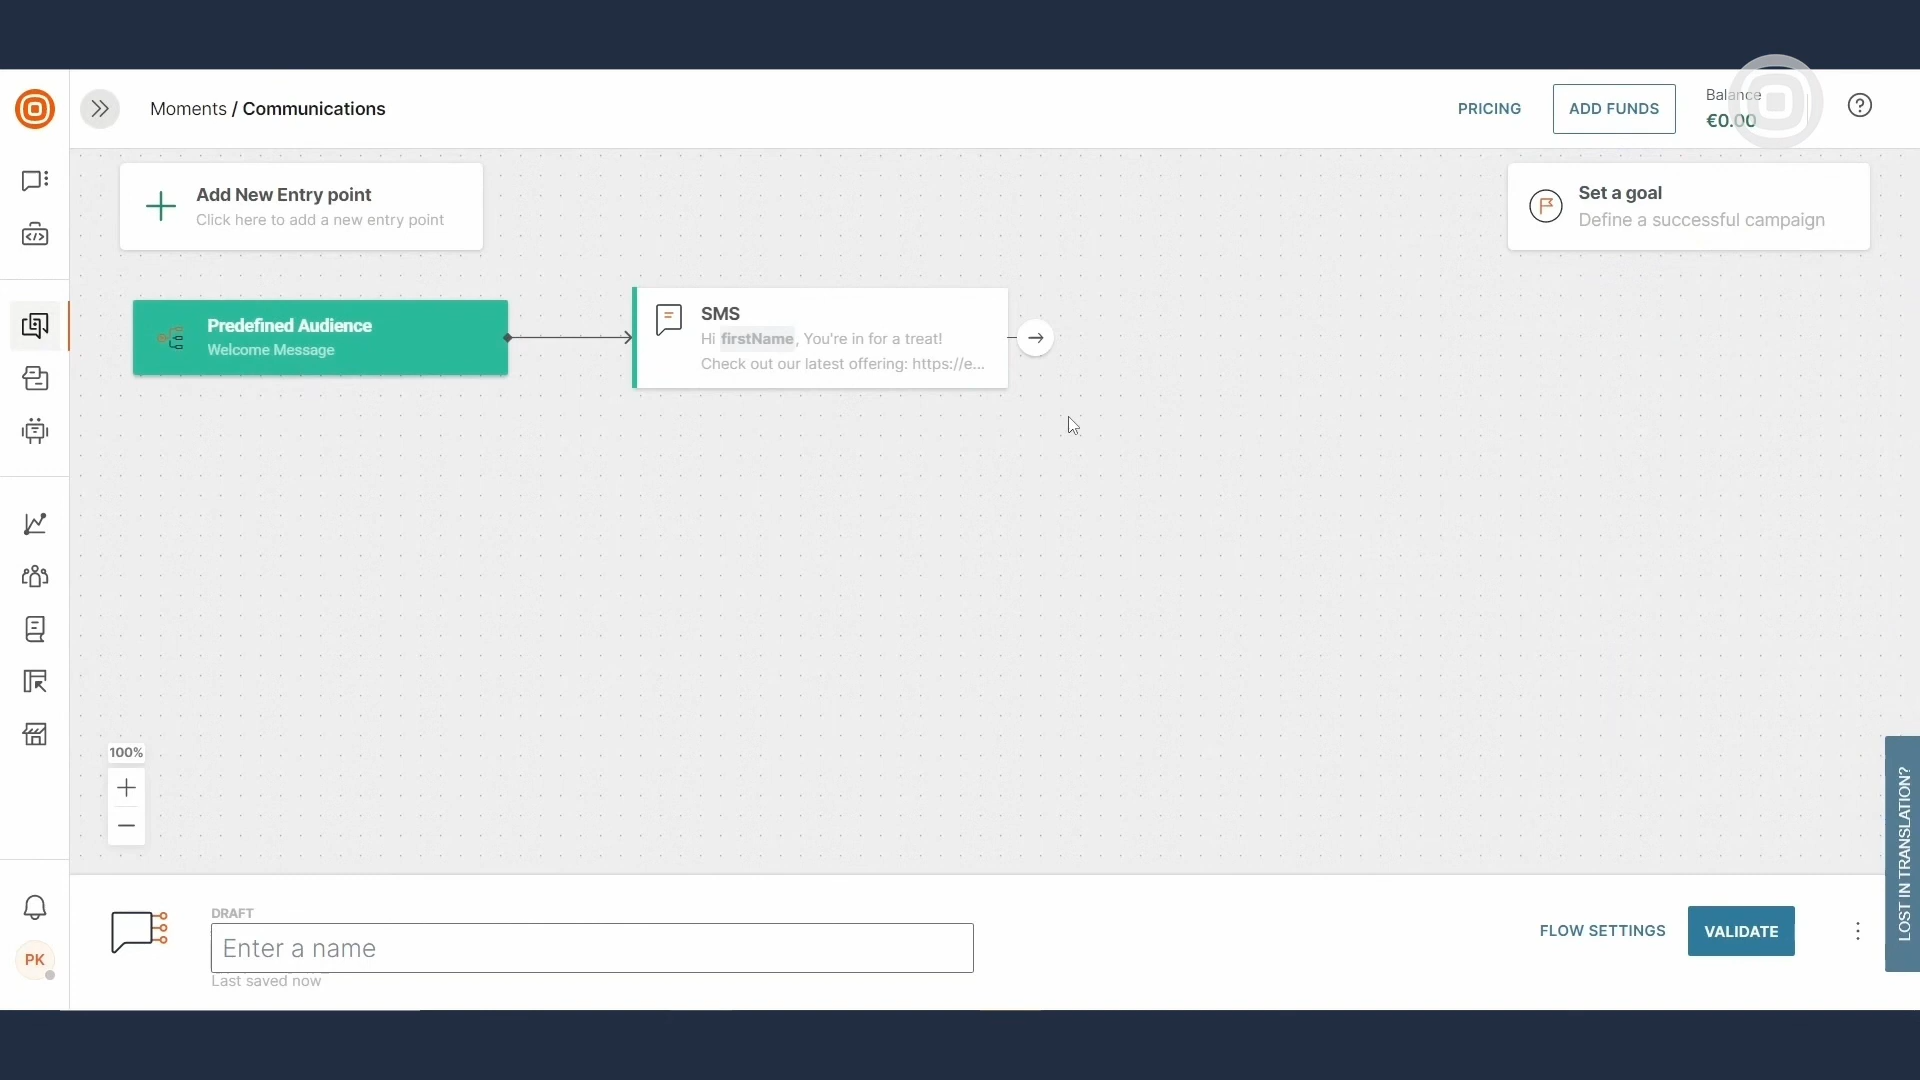 Moments / Communications
PRICING
ADD FUNDS
Balance
€0.00
Add New Entry point
Click here to add a new entry point
Set a goal
Define a successful campaign
Predefined Audience
Welcome Message
SMS
Hi firstName, You're in for a treat!
Check out our latest offering: https://e...
100%
LOST IN TRANSLATION?
DRAFT
Enter a name
Last saved now
FLOW SETTINGS
VALIDATE
PK